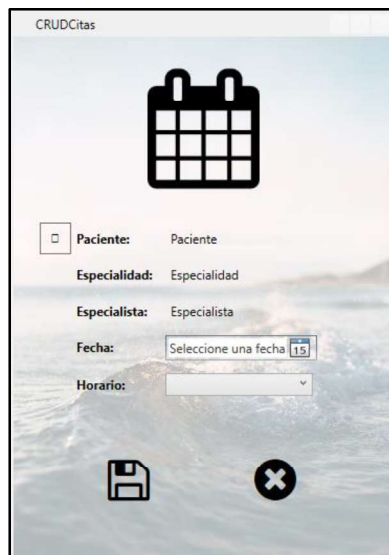 CRUDCitas
Paciente: Paciente
Especialidad: Especialidad
Especialista: Especialista
Fecha: Seleccione una fecha 15
Horario: